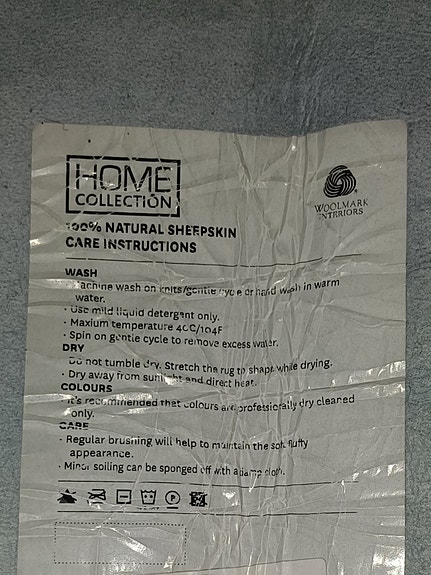 HOME
COLLECTION
WOOLMARK
INTERIORS
100% NATURAL SHEEPSKIN
CARE INSTRUCTIONS
WASH
· Machine wash on knits/gentle cycle or hand wash in warm
water.
· Use mild liquid detergent only.
· Maxium temperature 40C/104F
· Spin on gentle cycle to remove excess water.
DRY
· Do not tumble dry. Stretch the rug to shape while drying.
· Dry away from sunlight and direct heat.
COLOURS
· It's recommended that colours are professionally dry cleaned
only.
CARE
· Regular brushing will help to maintain the soft fluffy
appearance.
· Minor soiling can be sponged off with a damp cloth.
P